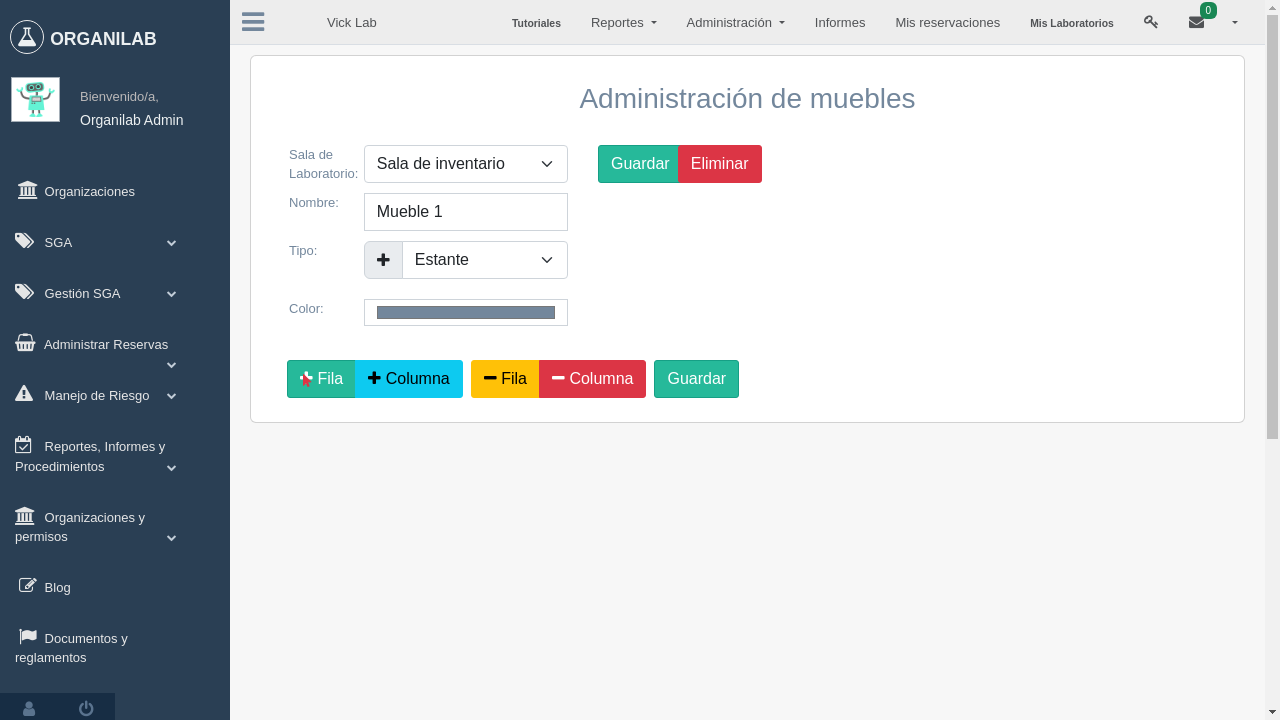 ORGANILAB
Bienvenido/a,
Organilab Admin
Organizaciones
SGA
Gestión SGA
Administrar Reservas
Manejo de Riesgo
Reportes, Informes y
Procedimientos
Organizaciones y
permisos
Blog
Documentos y
reglamentos
Vick Lab
Tutoriales
Reportes
Administración
Informes
Mis reservaciones
Mis Laboratorios
0
Administración de muebles
Sala de
Laboratorio:
Sala de inventario
Guardar
Eliminar
Nombre:
Mueble 1
Tipo:
Estante
Color:
Fila
Columna
Fila
Columna
Guardar